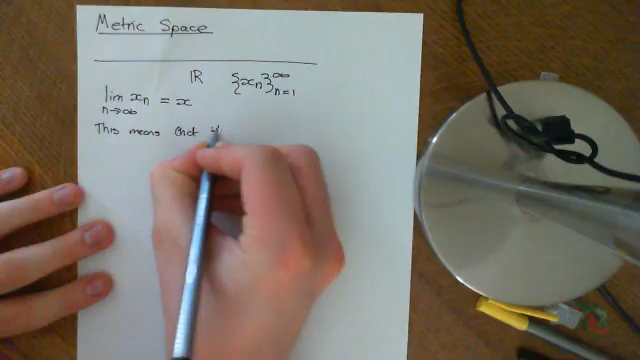 Metric Space
ℝ {xₙ}ₙ₌₁^∞
lim xₙ = x
n→∞
This means that